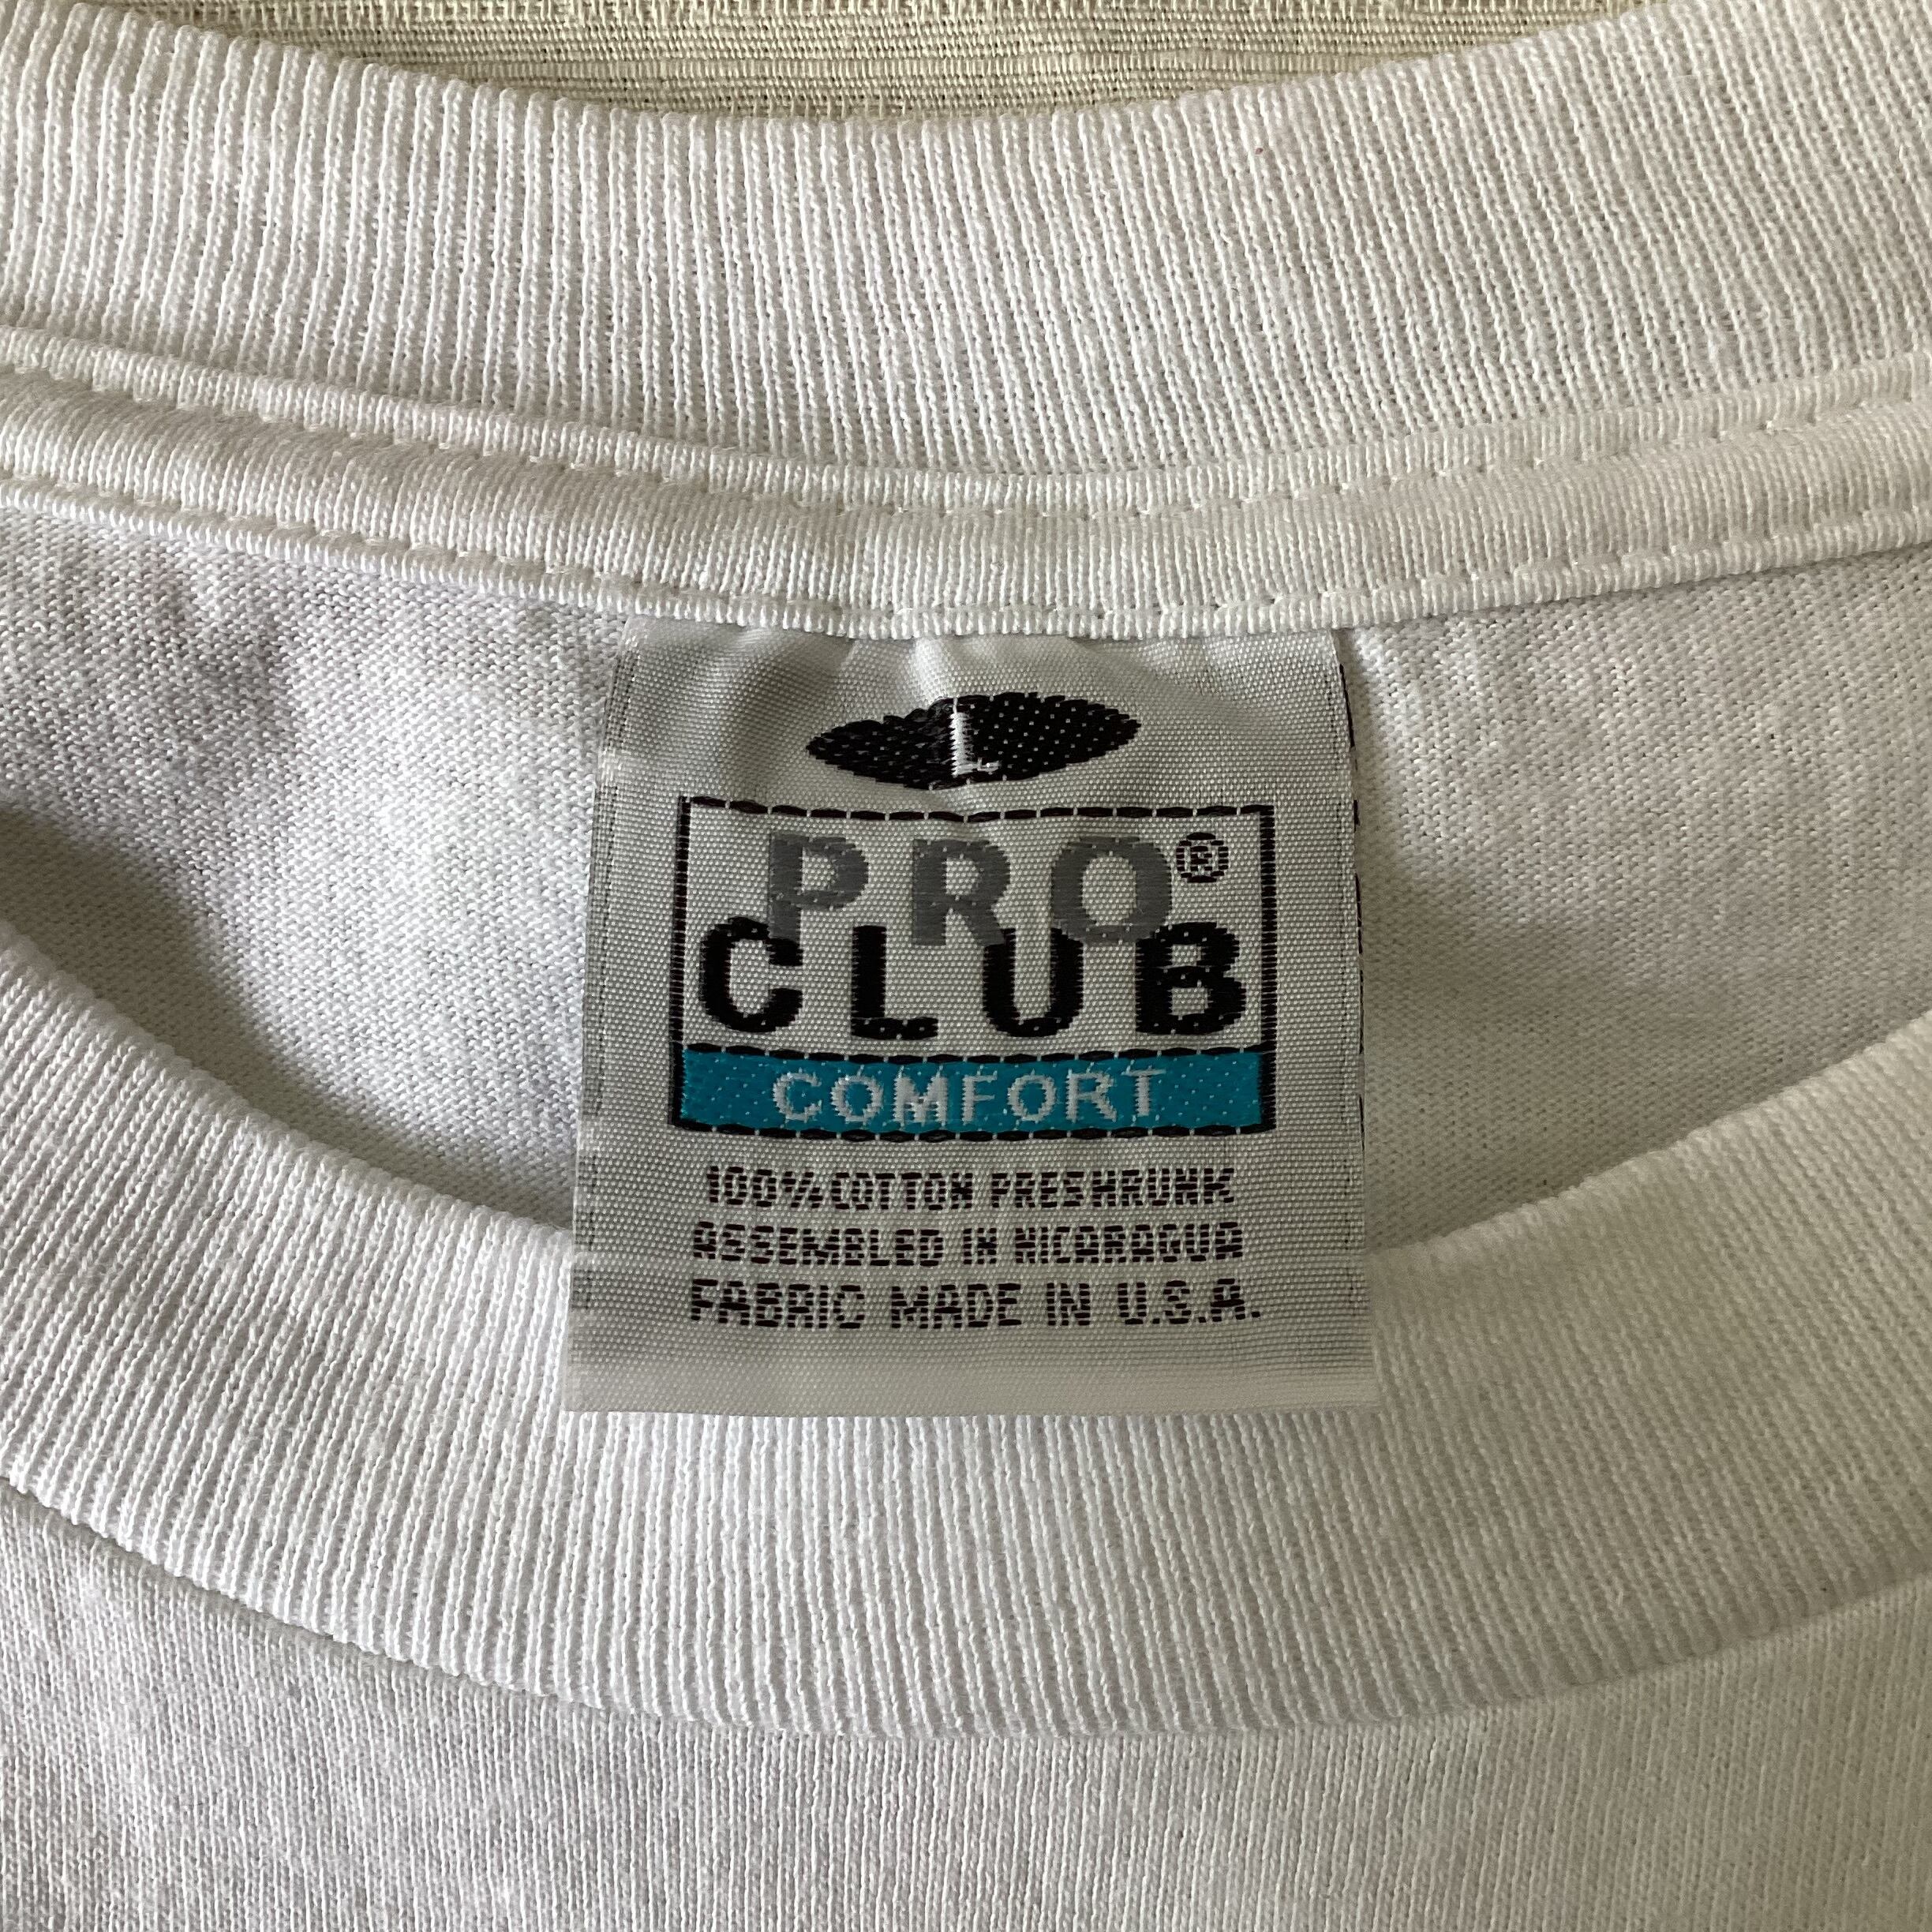 L
PRO®
CLUB
COMFORT
100% COTTON PRESHRUNK
ASSEMBLED IN NICARAGUA
FABRIC MADE IN U.S.A.